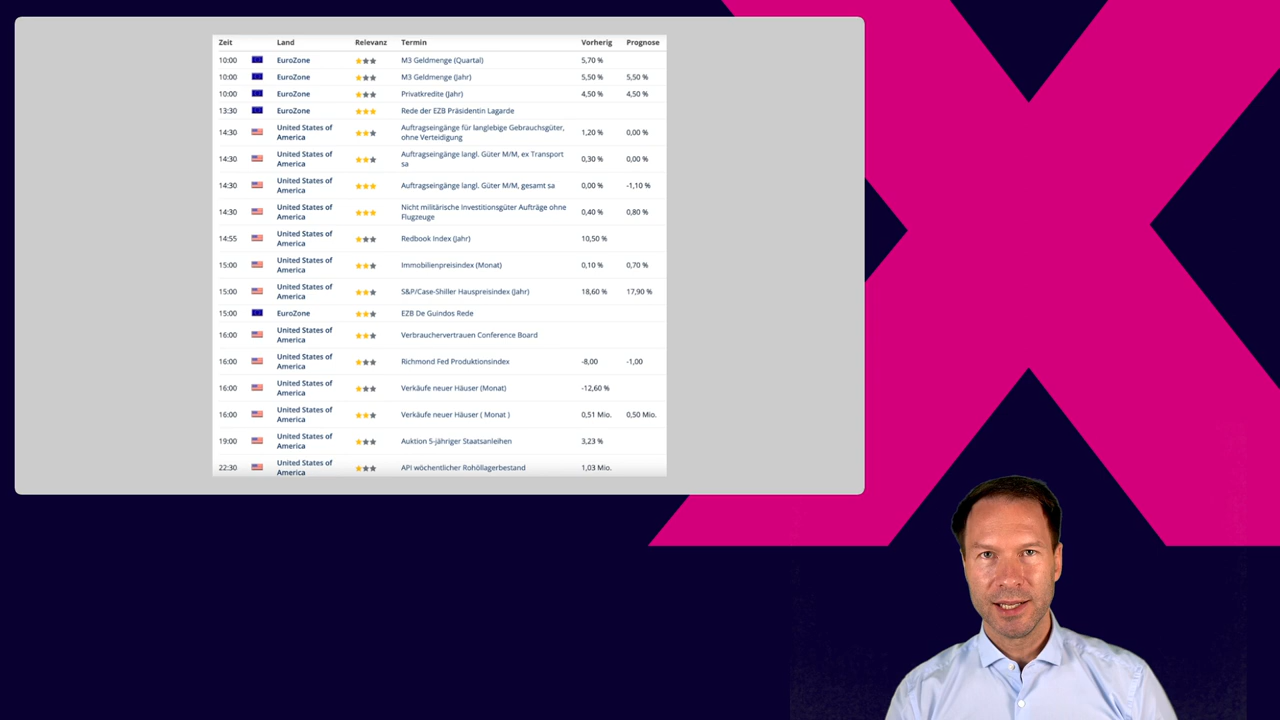 Zeit Land Relevanz Termin Vorherig Prognose
10:00 EuroZone M3 Geldmenge (Quartal) 5,70 %
10:00 EuroZone M3 Geldmenge (Jahr) 5,50 % 5,50 %
10:00 EuroZone Privatkredite (Jahr) 4,50 % 4,50 %
13:30 EuroZone Rede der EZB Präsidentin Lagarde
14:30 United States of America Auftragseingänge für langlebige Gebrauchsgüter, ohne Verteidigung 1,20 % 0,00 %
14:30 United States of America Auftragseingänge langl. Güter M/M, ex Transport sa 0,30 % 0,00 %
14:30 United States of America Auftragseingänge langl. Güter M/M, gesamt sa 0,00 % -1,10 %
14:30 United States of America Nicht militärische Investitionsgüter Aufträge ohne Flugzeuge 0,40 % 0,80 %
14:55 United States of America Redbook Index (Jahr) 10,50 %
15:00 United States of America Immobilienpreisindex (Monat) 0,10 % 0,70 %
15:00 United States of America S&P/Case-Shiller Hauspreisindex (Jahr) 18,60 % 17,90 %
15:00 EuroZone EZB De Guindos Rede
16:00 United States of America Verbrauchervertrauen Conference Board
16:00 United States of America Richmond Fed Produktionsindex -8,00 -1,00
16:00 United States of America Verkäufe neuer Häuser (Monat) -12,60 %
16:00 United States of America Verkäufe neuer Häuser ( Monat ) 0,51 Mio. 0,50 Mio.
19:00 United States of America Auktion 5-jähriger Staatsanleihen 3,23 %
22:30 United States of America API wöchentlicher Rohöllagerbestand 1,03 Mio.